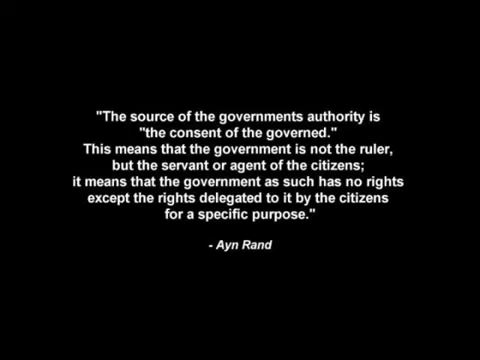 "The source of the governments authority is
"the consent of the governed."
This means that the government is not the ruler,
but the servant or agent of the citizens;
it means that the government as such has no rights
except the rights delegated to it by the citizens
for a specific purpose."
- Ayn Rand